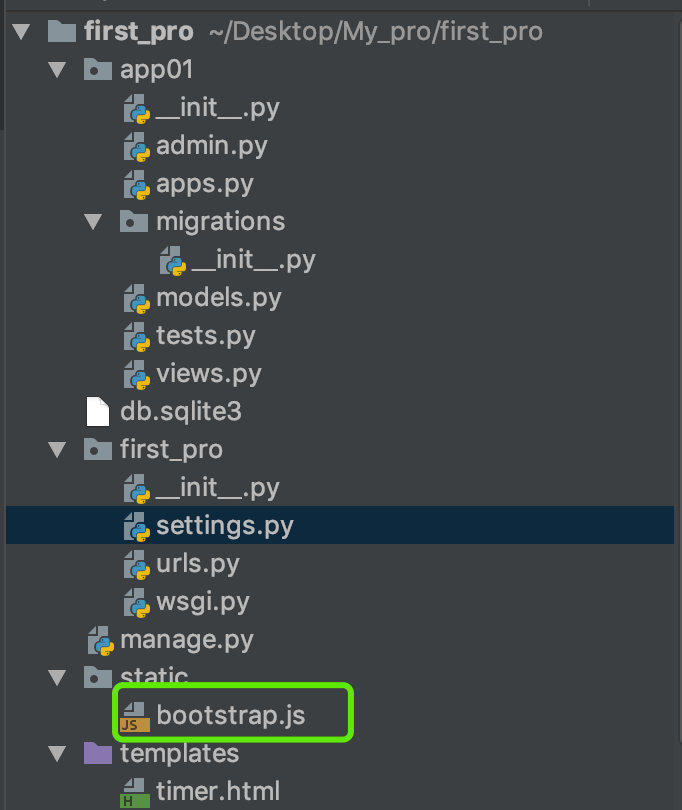 first_pro ~/Desktop/My_pro/first_pro
app01
__init__.py
admin.py
apps.py
migrations
__init__.py
models.py
tests.py
views.py
db.sqlite3
first_pro
__init__.py
settings.py
urls.py
wsgi.py
manage.py
static
JS bootstrap.js
templates
H timer.html